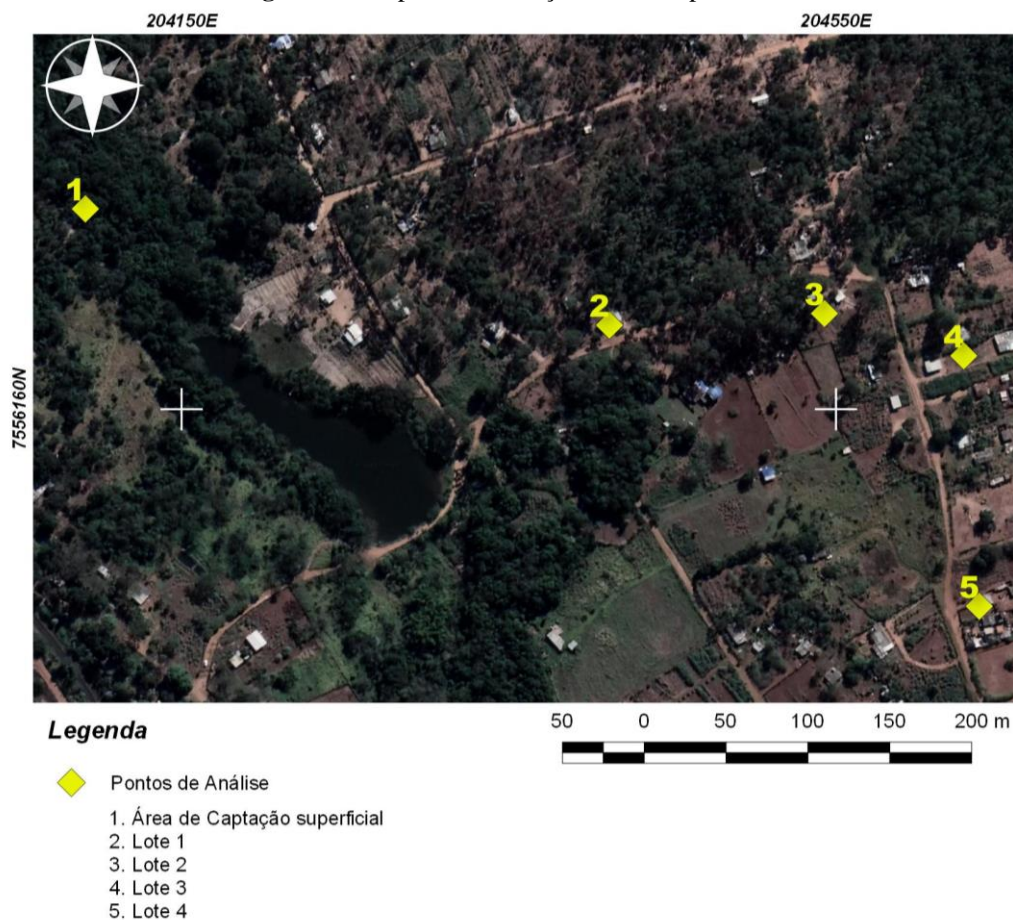 204150E 204550E
1
2
3
4
5
7556160N
Legenda
50 0 50 100 150 200 m
Pontos de Análise
1. Área de Captação superficial
2. Lote 1
3. Lote 2
4. Lote 3
5. Lote 4